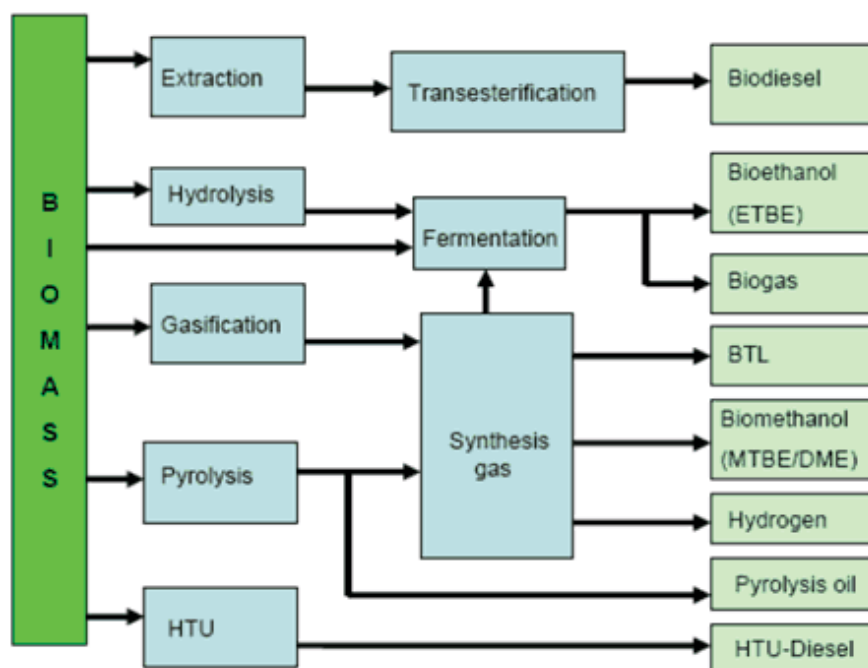 BIOMASS
Extraction
Transesterification
Biodiesel
Hydrolysis
Fermentation
Bioethanol
(ETBE)
Biogas
Gasification
Synthesis
gas
BTL
Biomethanol
(MTBE/DME)
Pyrolysis
Hydrogen
Pyrolysis oil
HTU
HTU-Diesel